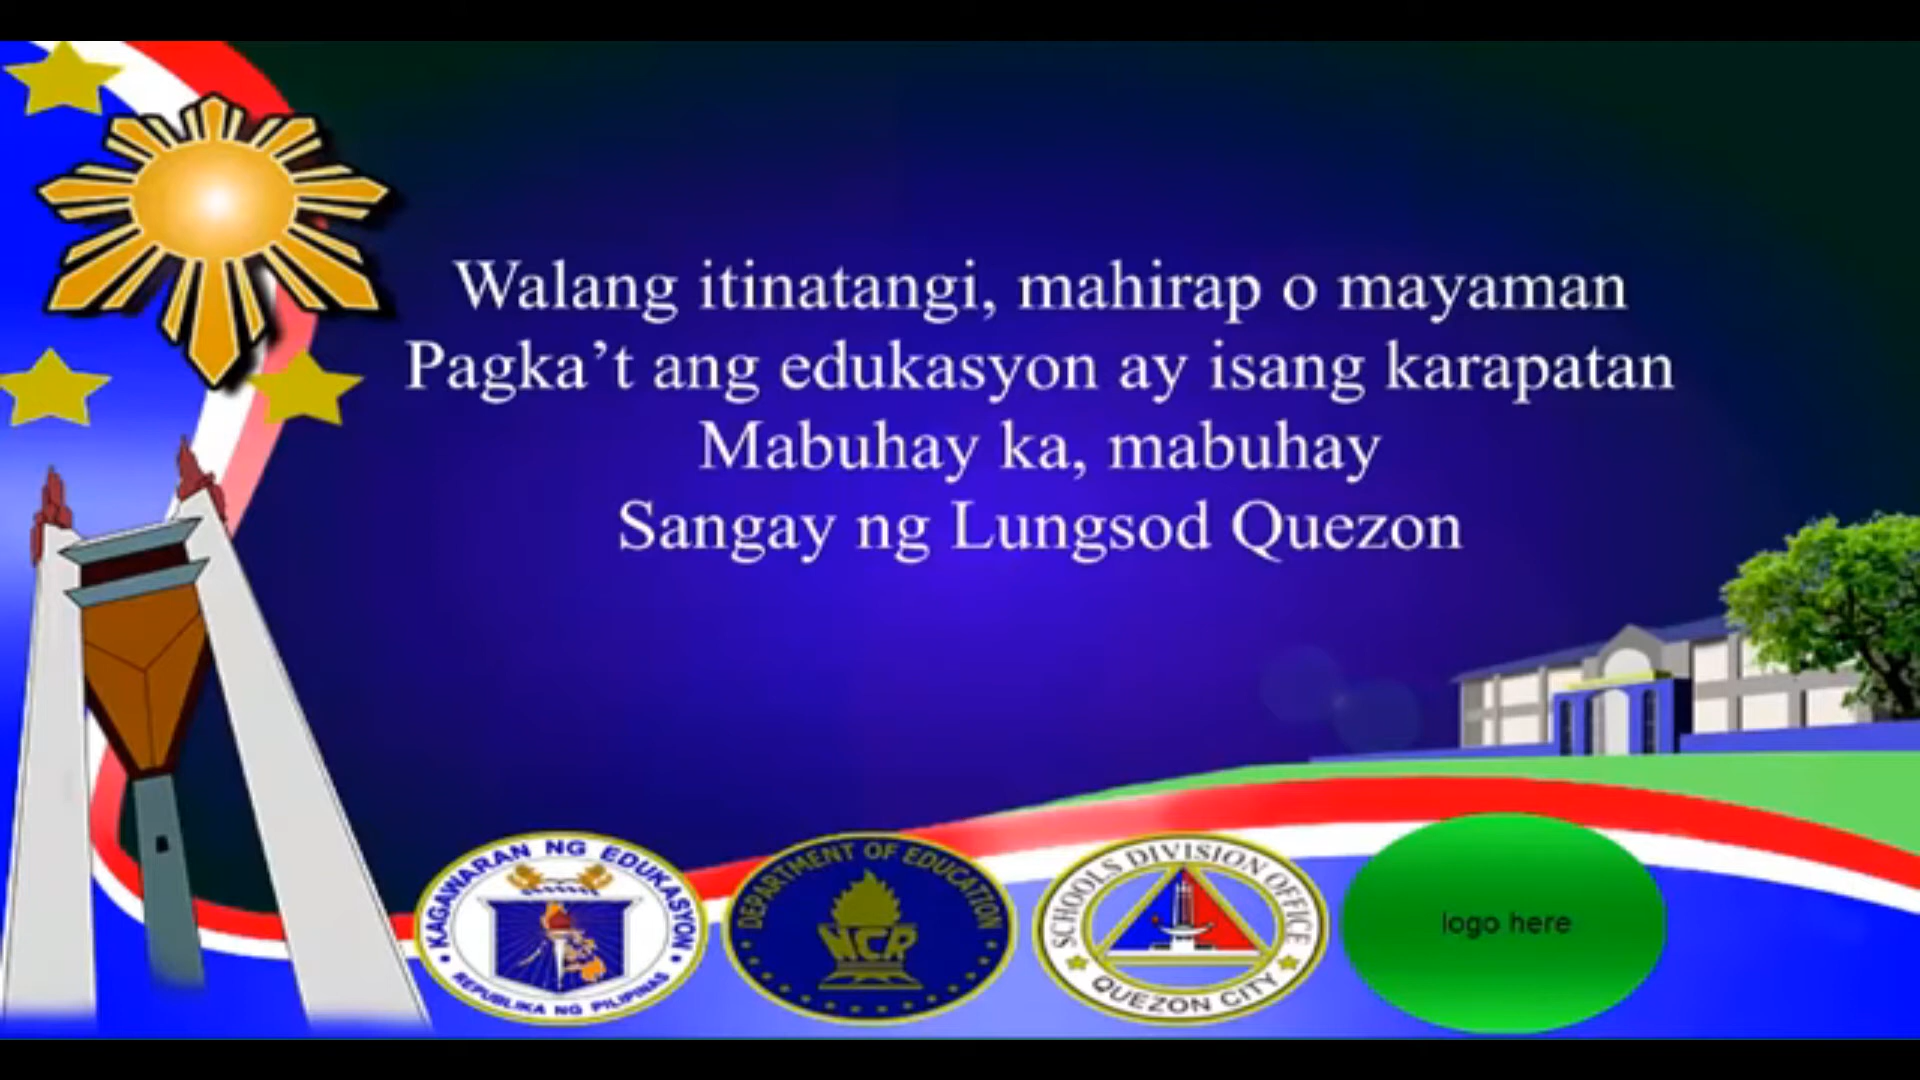 Walang itinatangi, mahirap o mayaman
Pagka’t ang edukasyon ay isang karapatan
Mabuhay ka, mabuhay
Sangay ng Lungsod Quezon
KAGAWARAN NG EDUKASYON
REPUBLIKA NG PILIPINAS
DEPARTMENT OF EDUCATION
NCR
SCHOOLS DIVISION OFFICE
QUEZON CITY
logo here